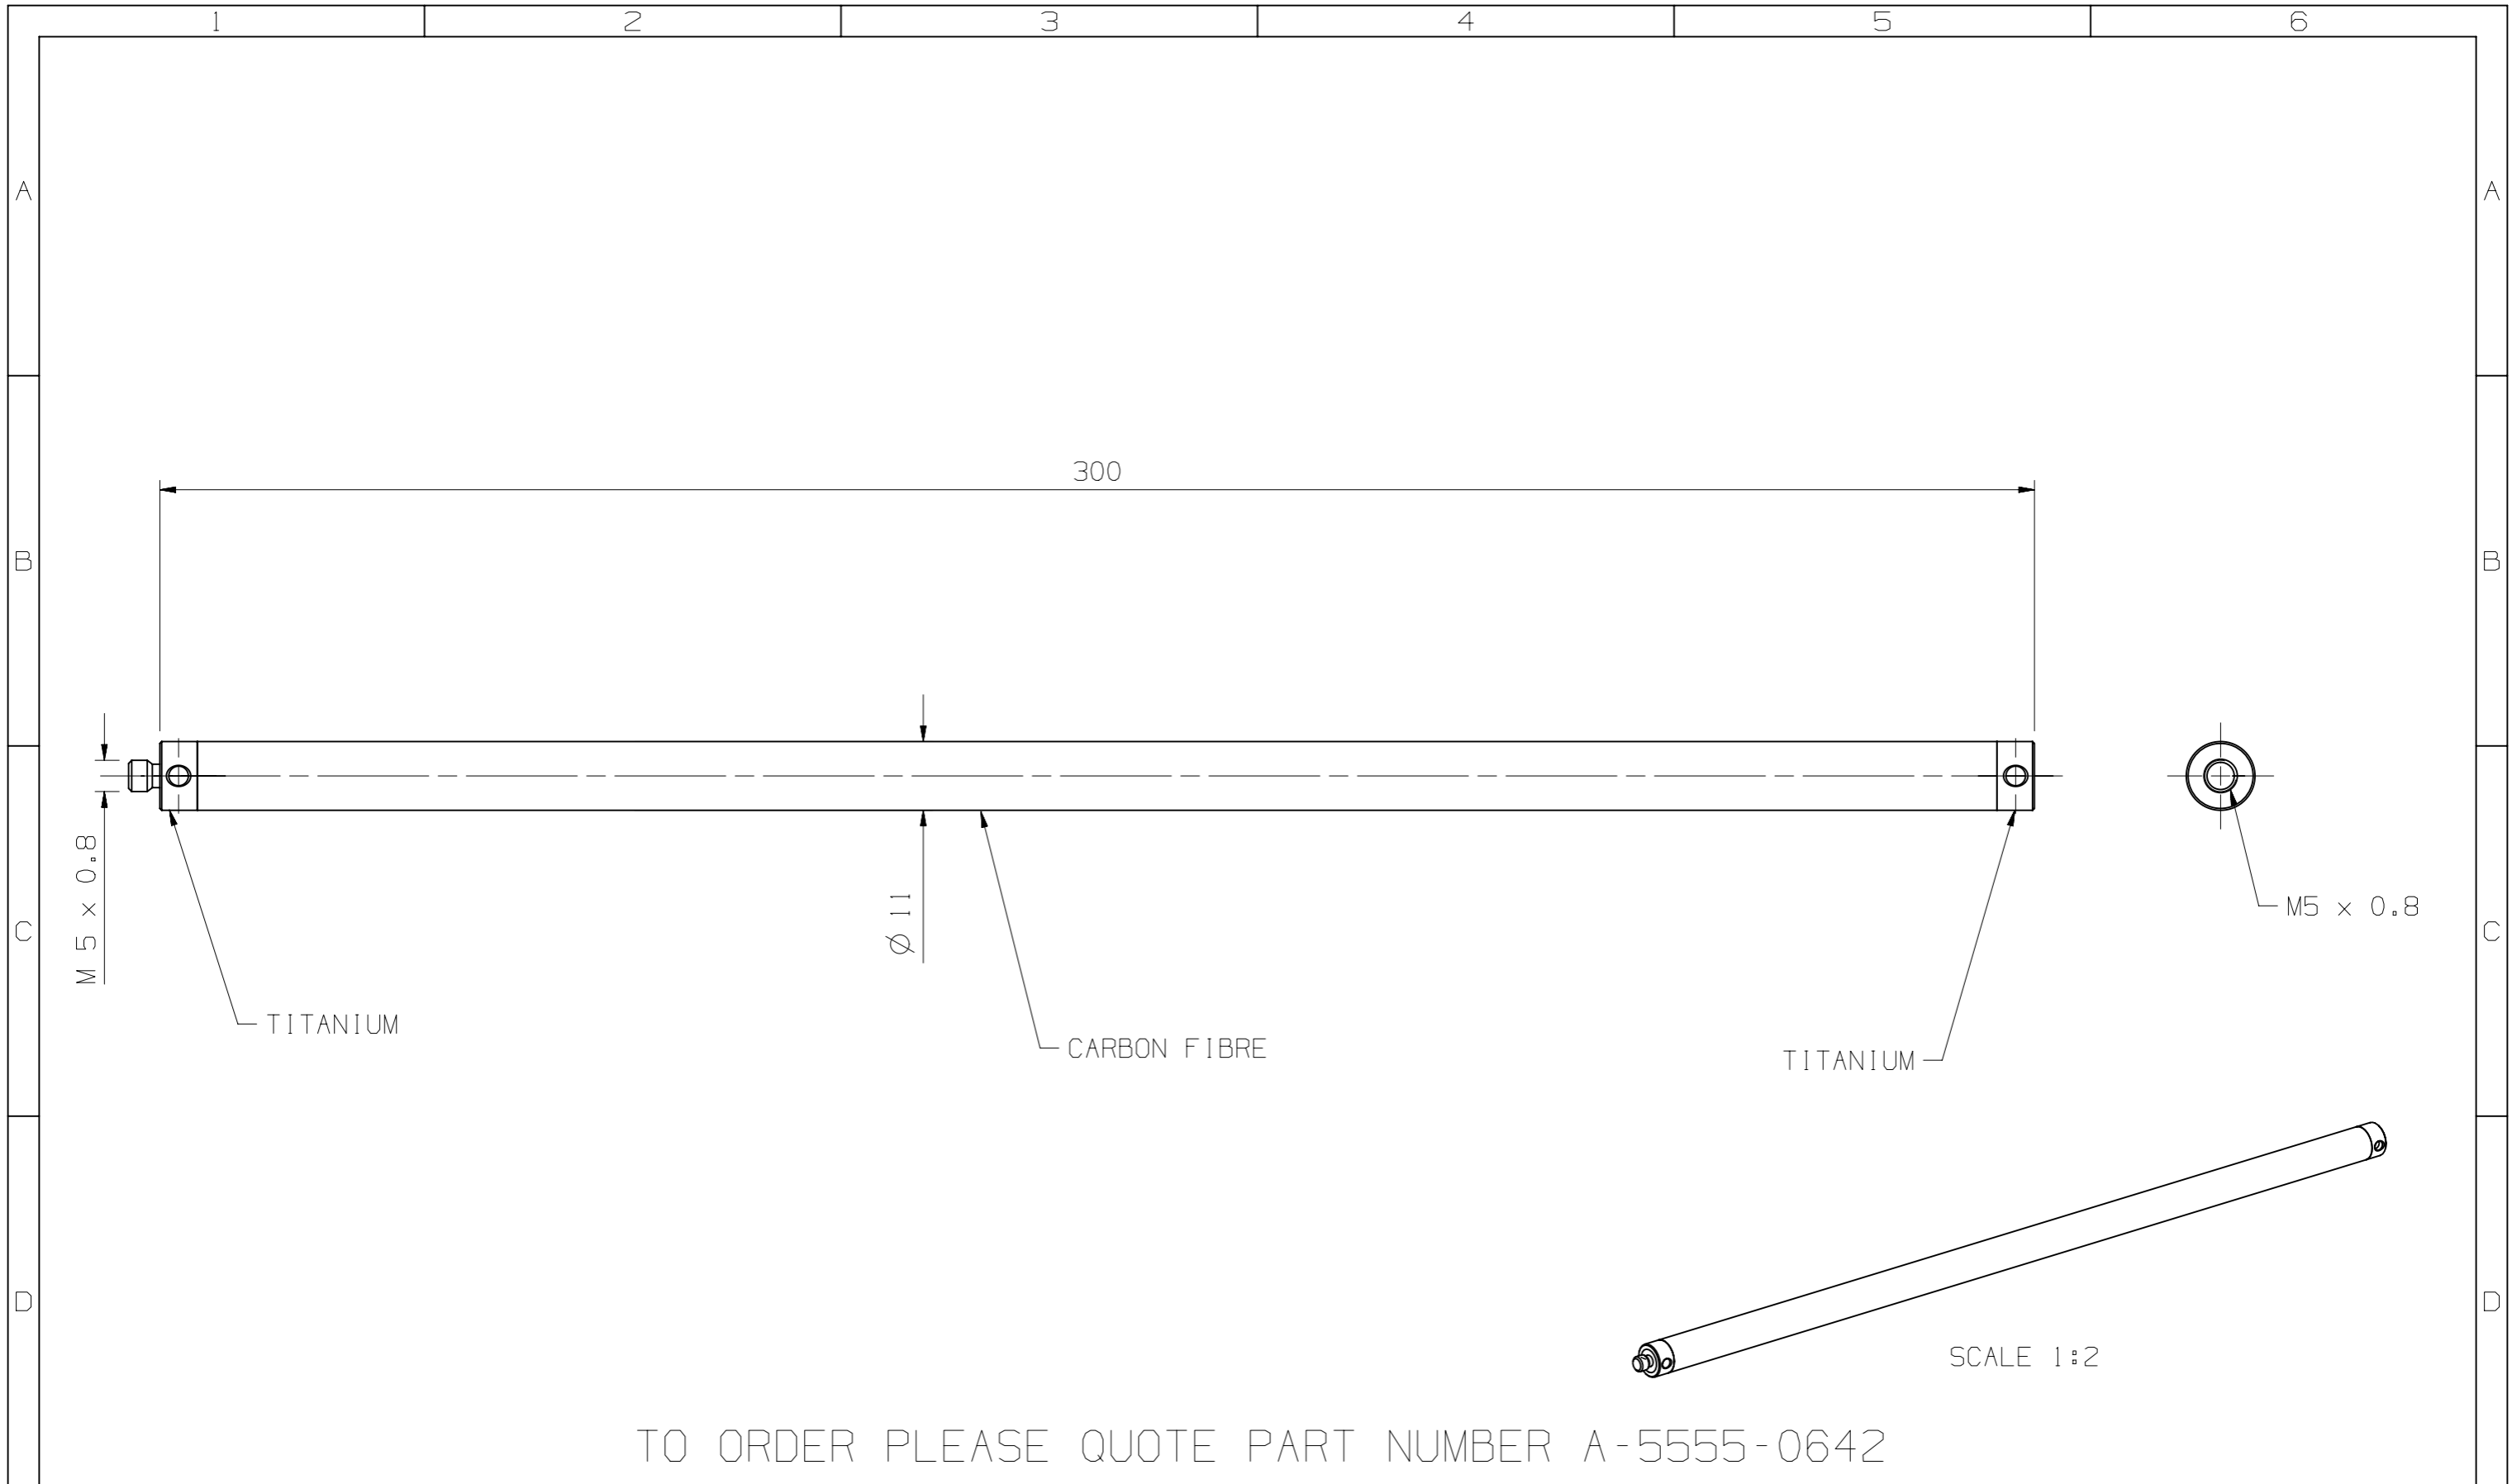 1 2 3 4 5 6
A A
300
B B
M 5 x 0.8
Ø 11
M5 x 0.8
C C
TITANIUM
CARBON FIBRE
TITANIUM
D D
SCALE 1:2
TO ORDER PLEASE QUOTE PART NUMBER A-5555-0642